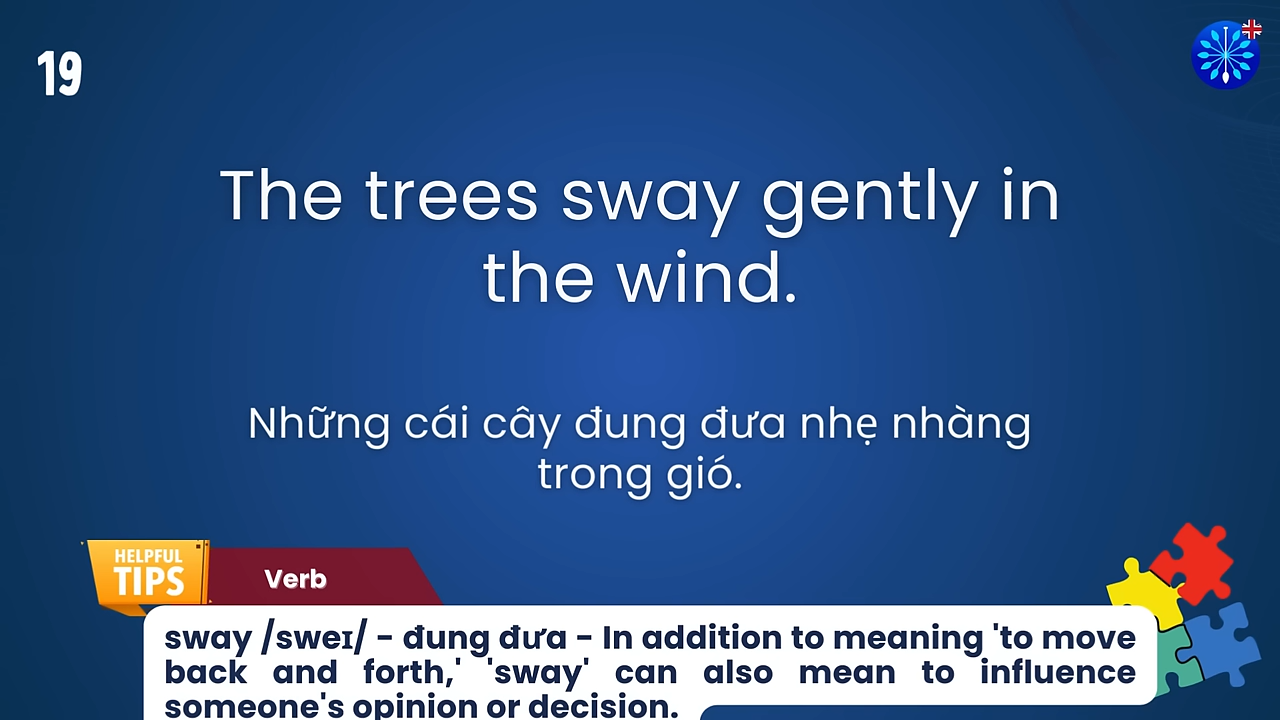 19
The trees sway gently in
the wind.
Những cái cây đung đưa nhẹ nhàng
trong gió.
HELPFUL
TIPS
Verb
sway /sweɪ/ - đung đưa - In addition to meaning 'to move
back and forth,' 'sway' can also mean to influence
someone's opinion or decision.